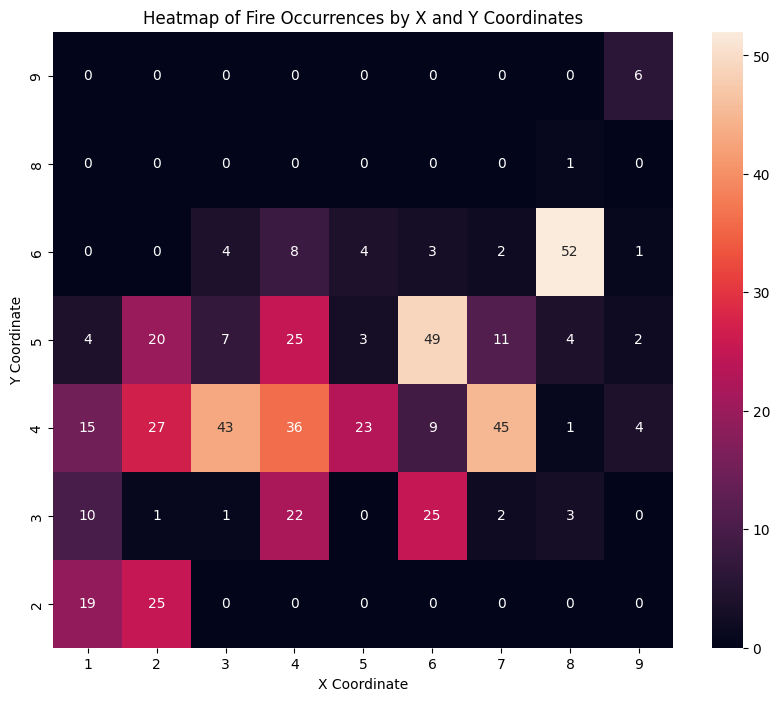 Heatmap of Fire Occurrences by X and Y Coordinates
9 0 0 0 0 0 0 0 0 6
8 0 0 0 0 0 0 0 1 0
6 0 0 4 8 4 3 2 52 1
5 4 20 7 25 3 49 11 4 2
4 15 27 43 36 23 9 45 1 4
3 10 1 1 22 0 25 2 3 0
2 19 25 0 0 0 0 0 0 0
1 2 3 4 5 6 7 8 9
X Coordinate
Y Coordinate
50
40
30
20
10
0